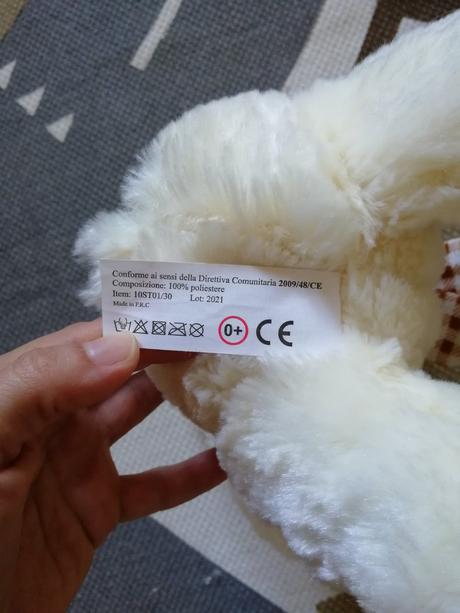 Conforme ai sensi della Direttiva Comunitaria 2009/48/CE
Composizione: 100% poliestere
Item: 10ST01/30 Lot: 2021
Made in P.R.C
0+ CE